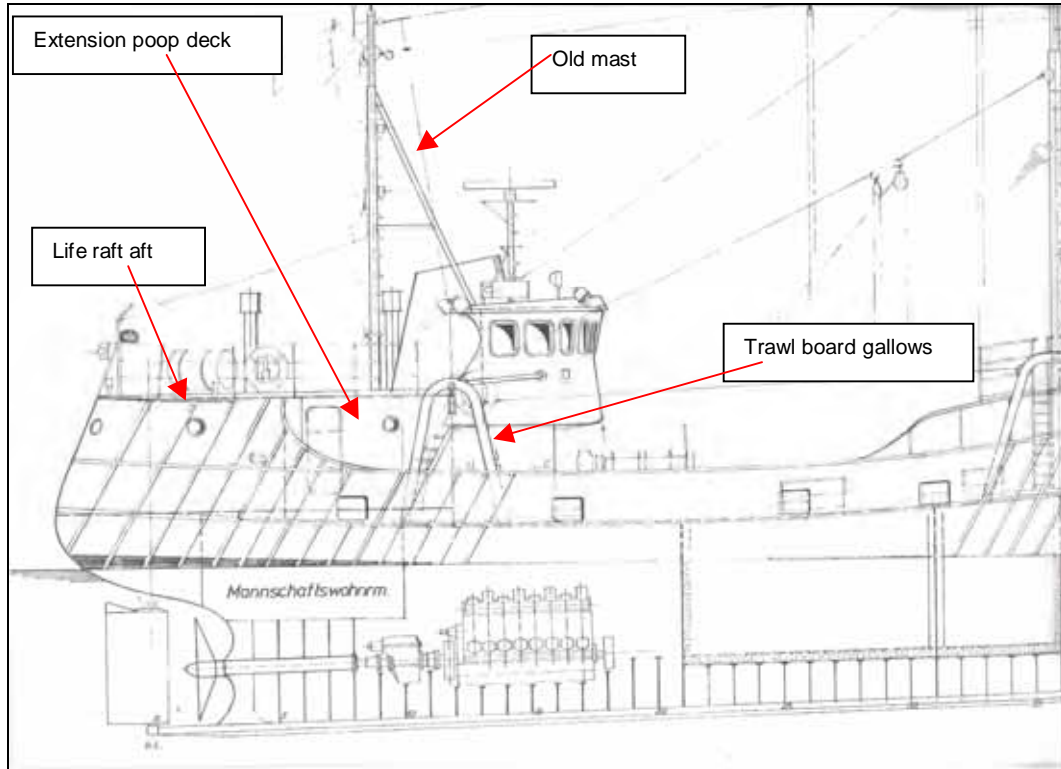 Extension poop deck
Old mast
Life raft aft
Trawl board gallows
Mannschaftswohnrm.